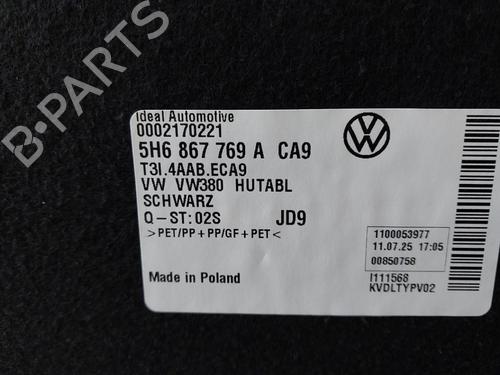 Ideal Automotive
0002170221
5H6 867 769 A CA9
T3I.4AAB.ECA9
VW VW380 HUTABL
SCHWARZ
Q-ST:02S JD9
>PET/PP+PP/GF+PET<
Made in Poland
1100053977
11.07.25 17:05
00850758
I111568
KVDLTYPV02